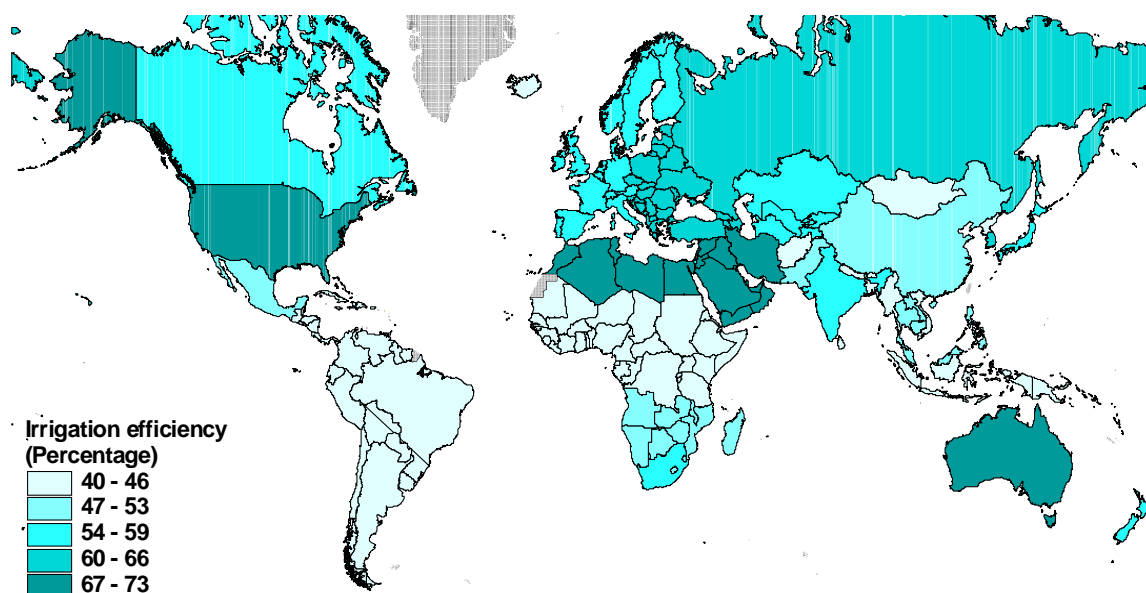 Irrigation efficiency
(Percentage)
40 - 46
47 - 53
54 - 59
60 - 66
67 - 73